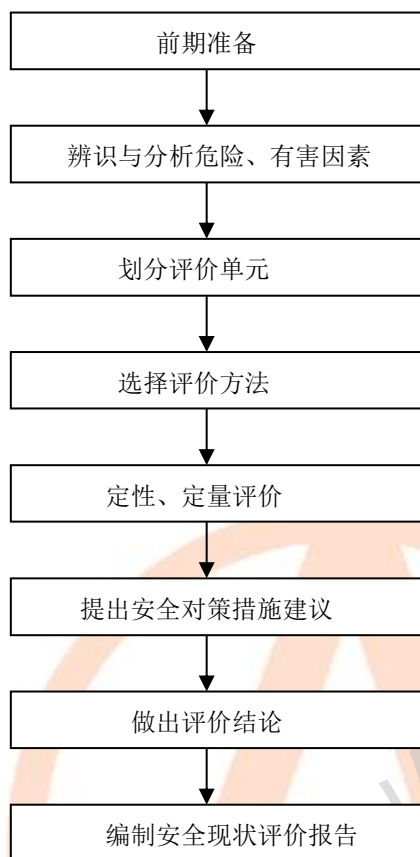 前期准备
辨识与分析危险、有害因素
划分评价单元
选择评价方法
定性、定量评价
提出安全对策措施建议
做出评价结论
编制安全现状评价报告